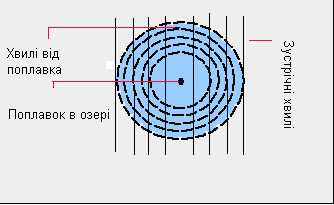 Хвилі від
поплавка
Поплавок в озері
Зустрічні хвилі